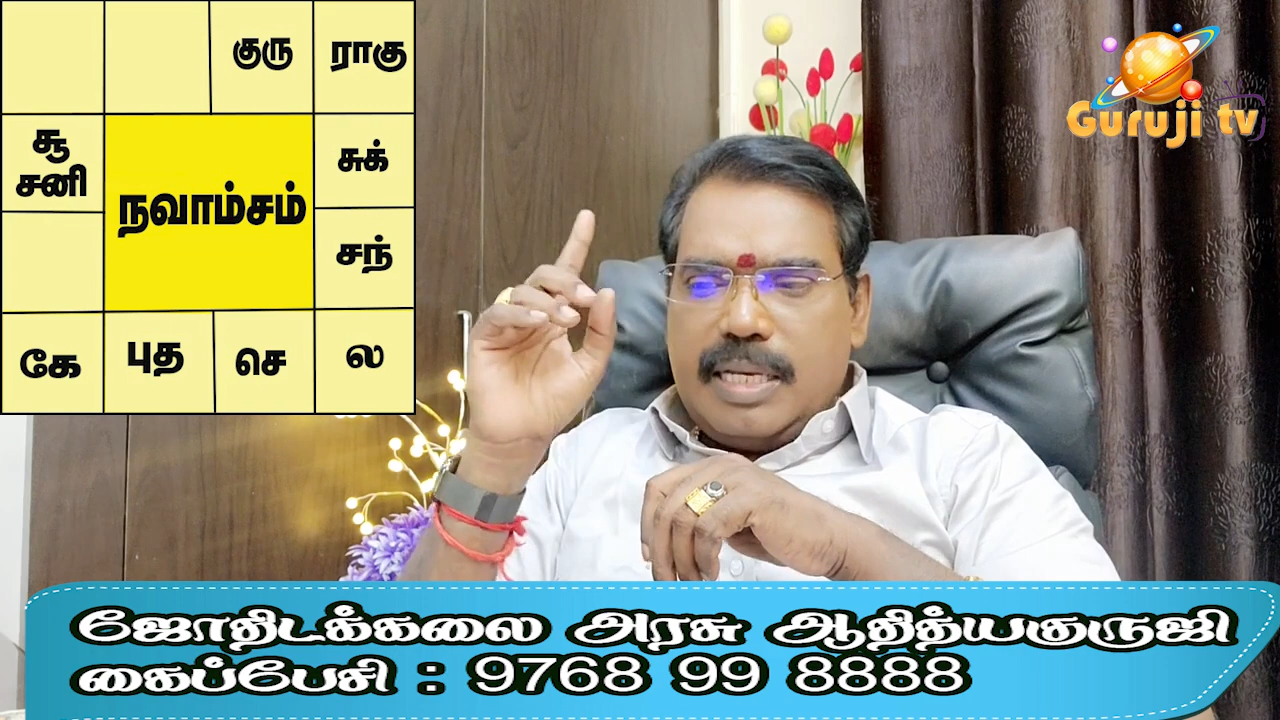 குரு ராகு
Guruji tv
சூ
சனி
சுக்
நவாம்சம்
சந்
கே புத செ ல
ஜோதிடக்கலை அரசு ஆதித்யகுருஜி
கைப்பேசி : 9768 99 8888